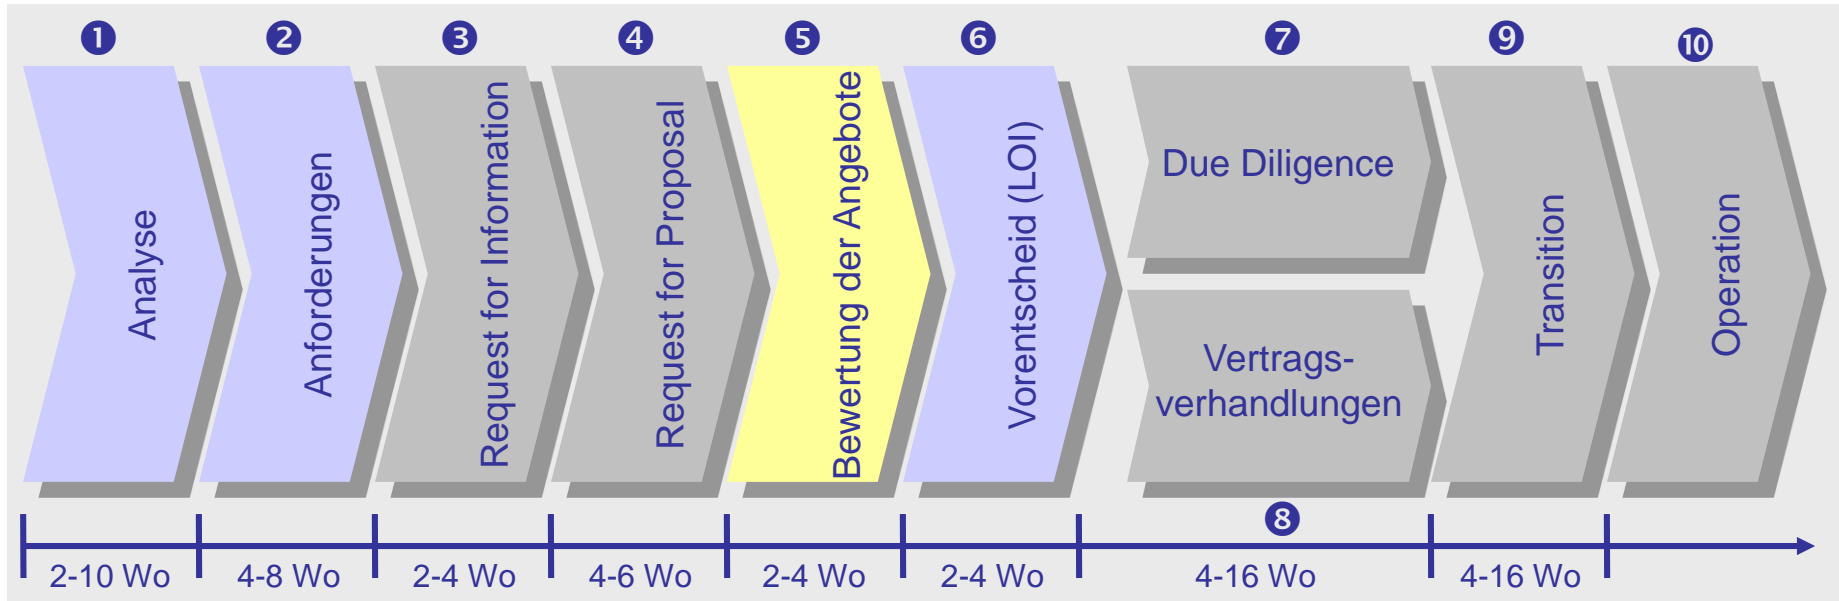 ❶ ❷ ❸ ❹ ❺ ❻ ❼ ❾ ❿
Analyse
Anforderungen
Request for Information
Request for Proposal
Bewertung der Angebote
Vorentscheid (LOI)
Due Diligence
Vertrags-
verhandlungen
Transition
Operation
❽
2-10 Wo 4-8 Wo 2-4 Wo 4-6 Wo 2-4 Wo 2-4 Wo 4-16 Wo 4-16 Wo